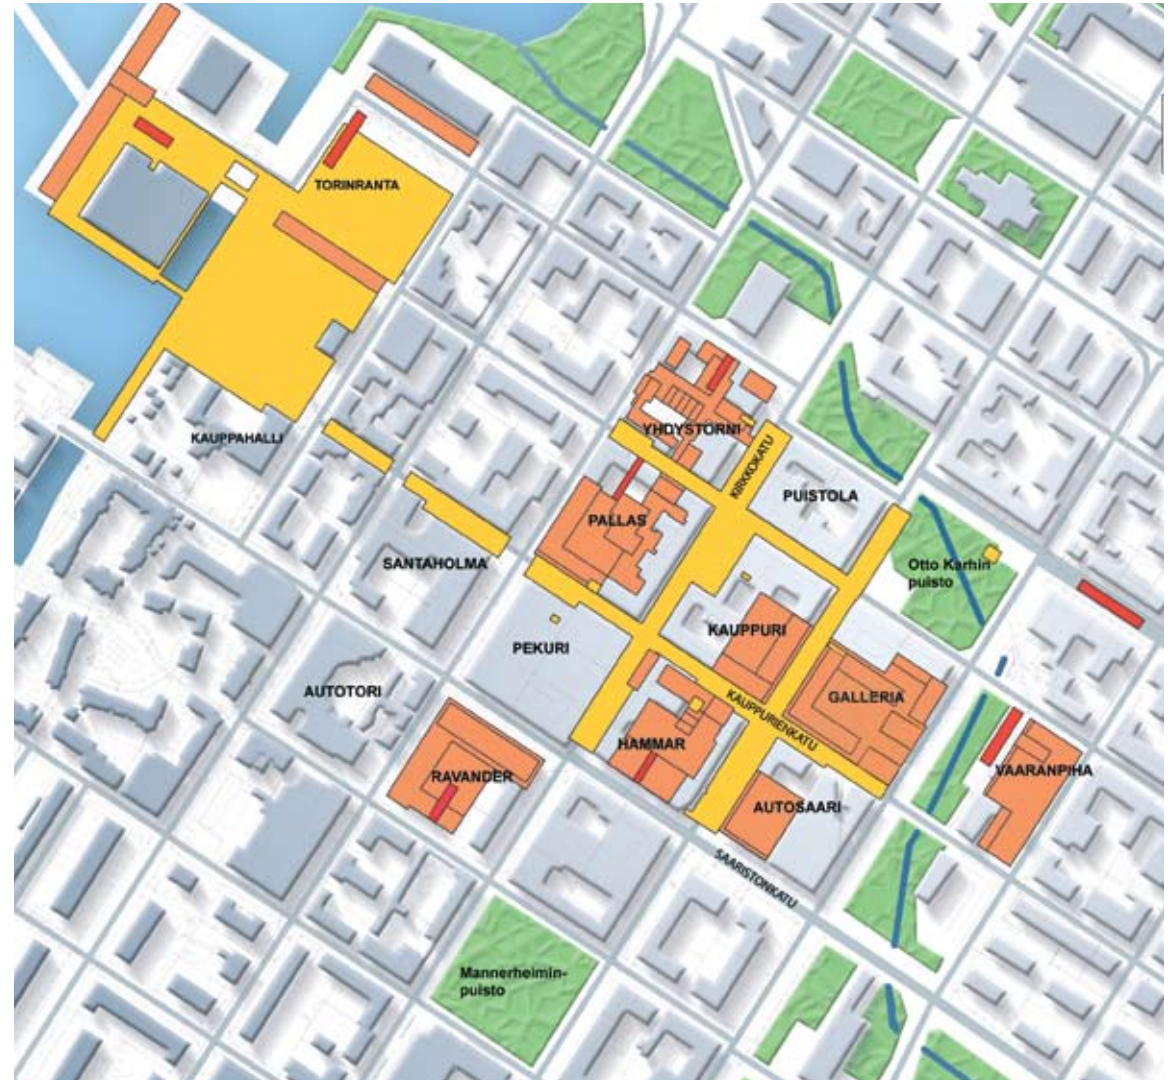 TORINRANTA
KAUPPAHALLI
YHDYSTORNI
KIRKKOKATU
PUISTOLA
PALLAS
SANTAHOLMA
Otto Karhin
puisto
KAUPPURI
PEKURI
AUTOTORI
GALLERIA
KAUPPURIENKATU
HAMMAR
RAVANDER
VAARANPIHA
AUTOSAARI
SAARISTONKATU
Mannerheimin-
puisto